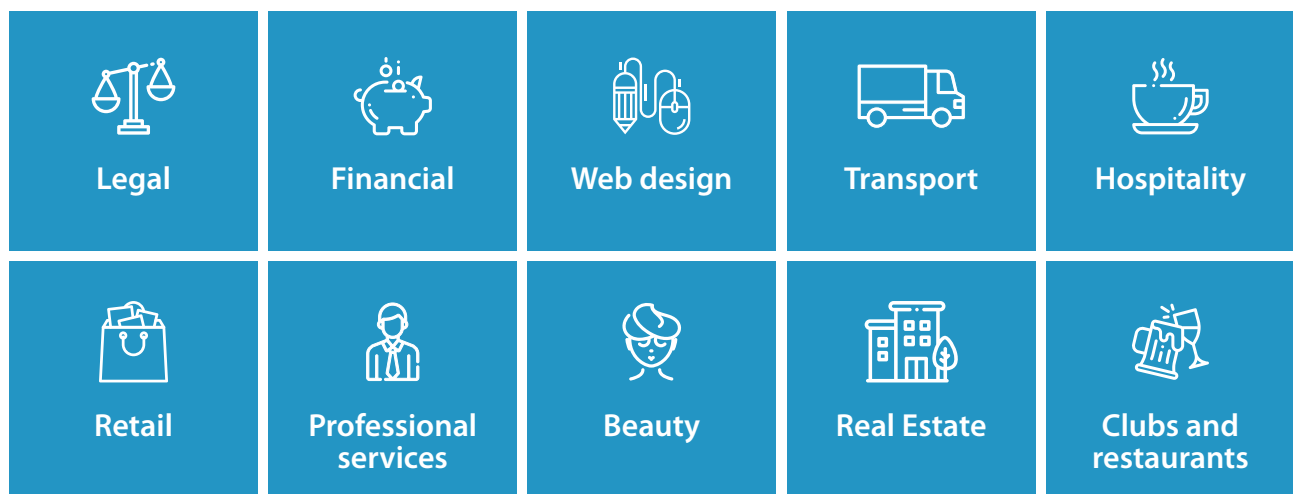 Legal
Financial
Web design
Transport
Hospitality
Retail
Professional
services
Beauty
Real Estate
Clubs and
restaurants